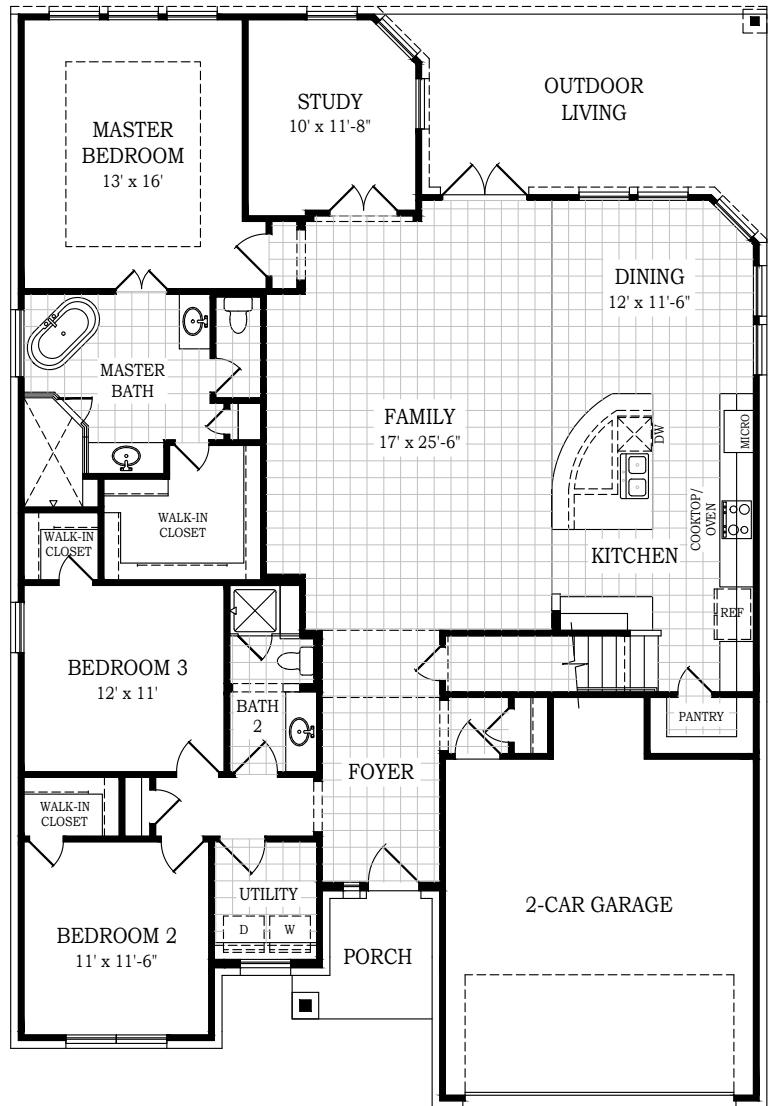 OUTDOOR
LIVING
STUDY
10' x 11'-8"
MASTER
BEDROOM
13' x 16'
DINING
12' x 11'-6"
MASTER
BATH
FAMILY
17' x 25'-6"
MICRO
DW
WALK-IN
CLOSET
COOKTOP/
OVEN
WALK-IN
CLOSET
KITCHEN
REF
BEDROOM 3
12' x 11'
BATH
2
PANTRY
FOYER
WALK-IN
CLOSET
UTILITY
D
W
2-CAR GARAGE
BEDROOM 2
11' x 11'-6"
PORCH